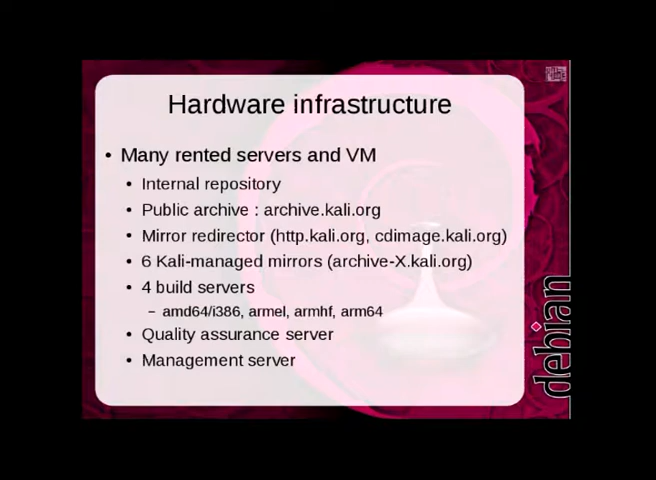 Hardware infrastructure
• Many rented servers and VM
• Internal repository
• Public archive : archive.kali.org
• Mirror redirector (http.kali.org, cdimage.kali.org)
• 6 Kali-managed mirrors (archive-X.kali.org)
• 4 build servers
– amd64/i386, armel, armhf, arm64
• Quality assurance server
• Management server
debian